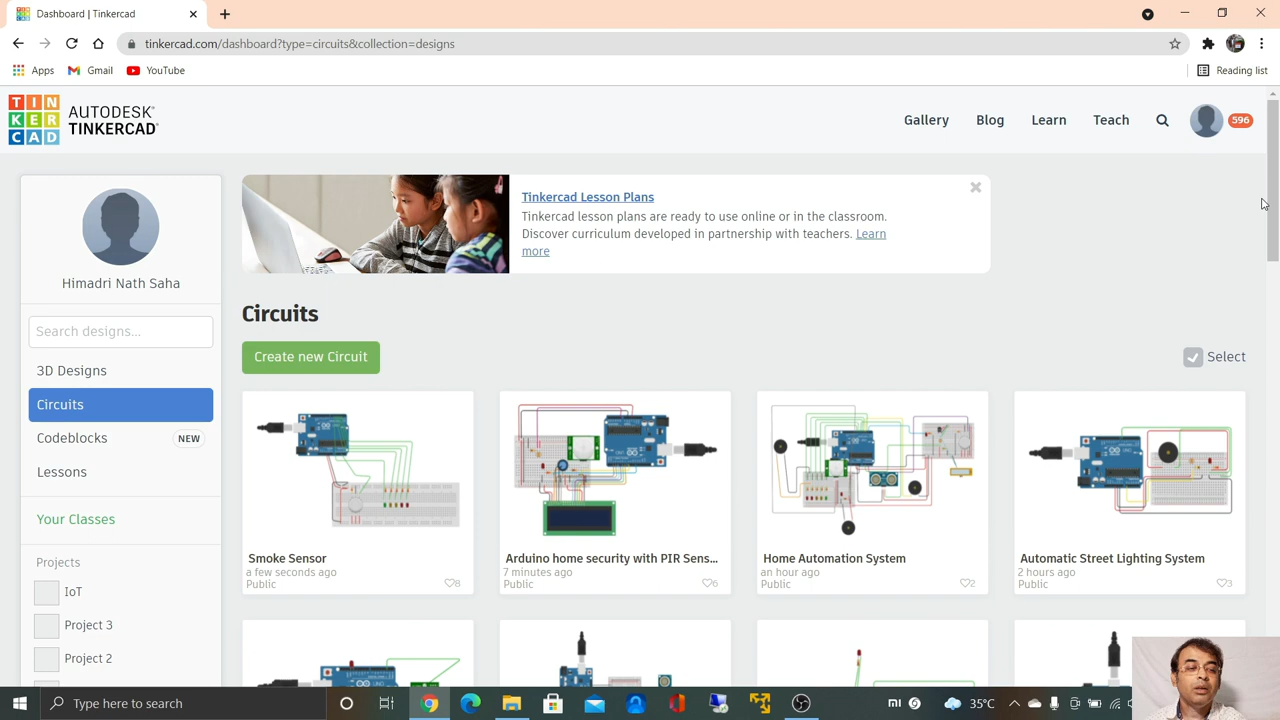 Dashboard | Tinkercad
tinkercad.com/dashboard?type=circuits&collection=designs
Apps
Gmail
YouTube
Reading list
TIN
KER
CAD
AUTODESK
TINKERCAD
Gallery
Blog
Learn
Teach
596
Himadri Nath Saha
Search designs...
3D Designs
Circuits
Codeblocks
NEW
Lessons
Your Classes
Projects
IoT
Project 3
Project 2
Tinkercad Lesson Plans
Tinkercad lesson plans are ready to use online or in the classroom.
Discover curriculum developed in partnership with teachers. Learn
more
Circuits
Create new Circuit
Select
Smoke Sensor
a few seconds ago
Public
8
Arduino home security with PIR Sens...
7 minutes ago
Public
6
Home Automation System
an hour ago
Public
2
Automatic Street Lighting System
2 hours ago
Public
3
Type here to search
35°C